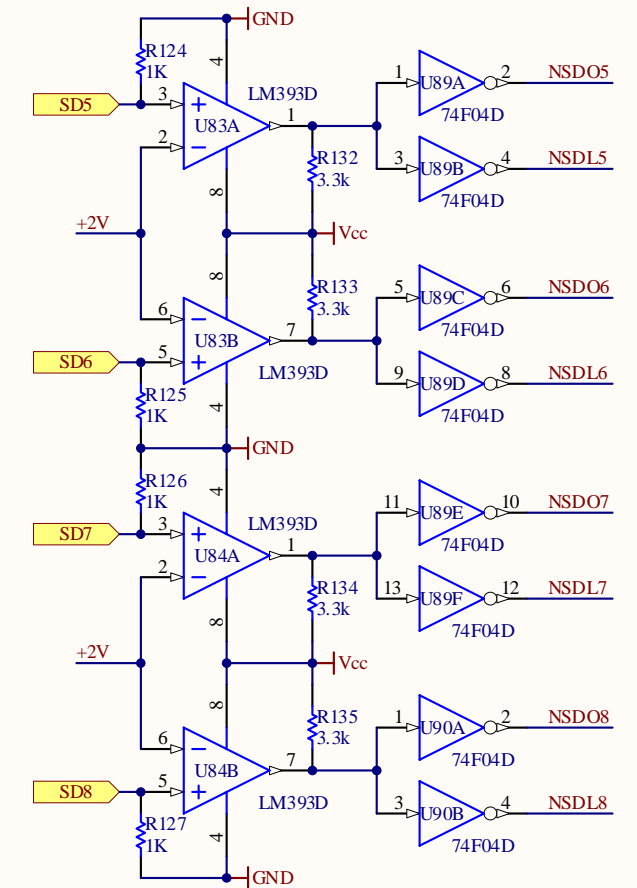 GND
R124
1K
4
LM393D
SD5
3
+
U83A
1
2
−
8
R132
3.3k
1
U89A
2
NSDO5
74F04D
3
U89B
4
NSDL5
74F04D
+2V
Vcc
8
R133
3.3k
6
−
U83B
7
SD6
5
+
LM393D
5
U89C
6
NSDO6
74F04D
9
U89D
8
NSDL6
74F04D
R125
1K
4
GND
R126
1K
4
LM393D
SD7
3
+
U84A
1
2
−
8
R134
3.3k
11
U89E
10
NSDO7
74F04D
13
U89F
12
NSDL7
74F04D
+2V
Vcc
8
R135
3.3k
6
−
U84B
7
SD8
5
+
LM393D
1
U90A
2
NSDO8
74F04D
3
U90B
4
NSDL8
74F04D
R127
1K
4
GND